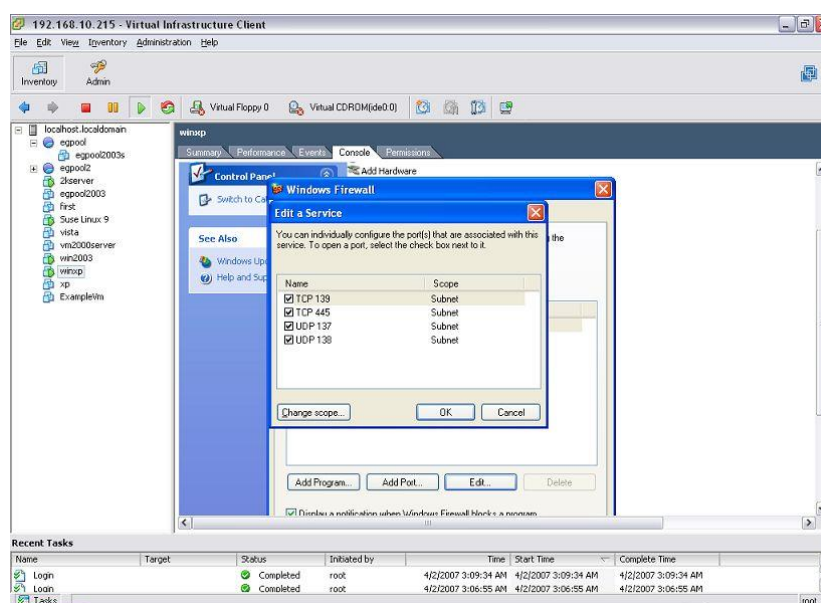 192.168.10.215 - Virtual Infrastructure Client
File Edit View Inventory Administration Help
Inventory Admin
Virtual Floppy 0 Virtual CDROM(ide0:0)
localhost.localdomain
egpool
egpool2003s
egpool2
2kserver
egpool2003
first
Suse Linux 9
vista
vm2000server
win2003
winxp
xp
ExampleVm
winxp
Summary Performance Events Console Permissions
Control Panel
Switch to Ca
See Also
Windows Upd
Help and Sup
Add Hardware
Windows Firewall
the
Edit a Service
You can individually configure the port(s) that are associated with this
service. To open a port, select the check box next to it.
Name Scope
TCP 139 Subnet
TCP 445 Subnet
UDP 137 Subnet
UDP 138 Subnet
Change scope... OK Cancel
Add Program... Add Port... Edit... Delete
Display a notification when Windows Firewall blocks a program
Recent Tasks
Name Target Status Initiated by Time Start Time Complete Time
Login Completed root 4/2/2007 3:09:34 AM 4/2/2007 3:09:34 AM 4/2/2007 3:09:34 AM
Login Completed root 4/2/2007 3:06:55 AM 4/2/2007 3:06:55 AM 4/2/2007 3:06:55 AM
Tasks root